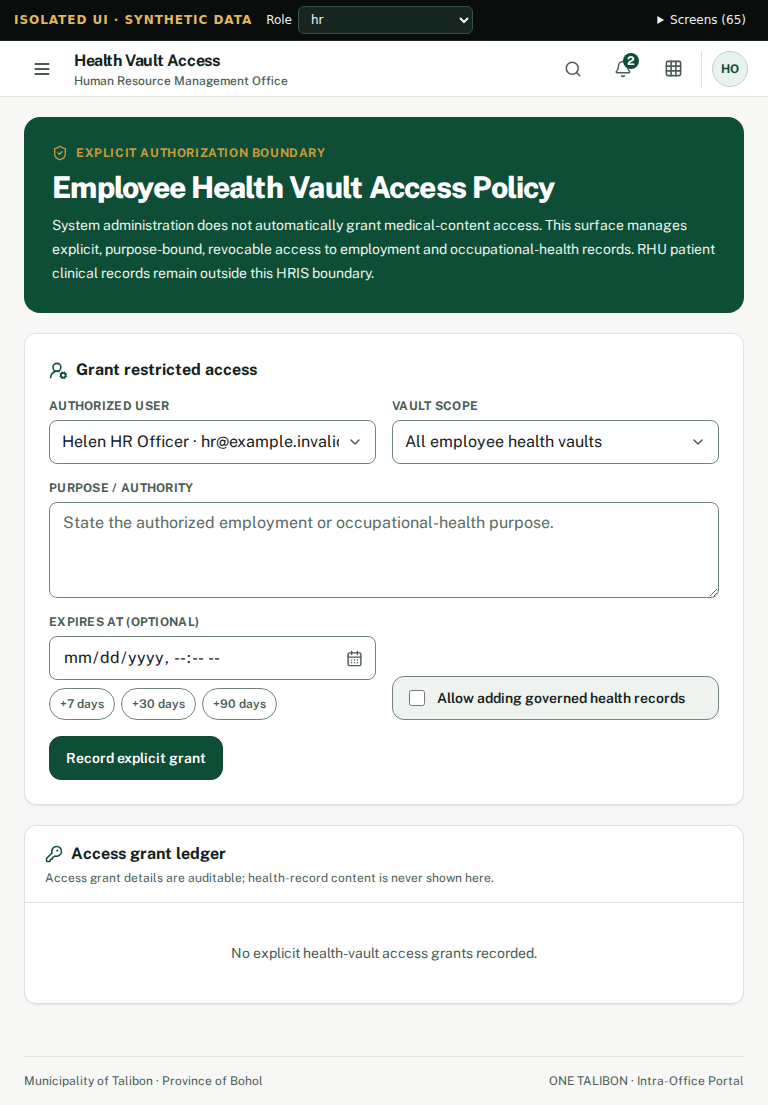 ISOLATED UI · SYNTHETIC DATA Role hr ▶ Screens (65)
Health Vault Access
Human Resource Management Office
2
HO
EXPLICIT AUTHORIZATION BOUNDARY
Employee Health Vault Access Policy
System administration does not automatically grant medical-content access. This surface manages
explicit, purpose-bound, revocable access to employment and occupational-health records. RHU patient
clinical records remain outside this HRIS boundary.
Grant restricted access
AUTHORIZED USER
Helen HR Officer · hr@example.invalid
VAULT SCOPE
All employee health vaults
PURPOSE / AUTHORITY
State the authorized employment or occupational-health purpose.
EXPIRES AT (OPTIONAL)
mm/dd/yyyy, --:-- --
+7 days +30 days +90 days
Allow adding governed health records
Record explicit grant
Access grant ledger
Access grant details are auditable; health-record content is never shown here.
No explicit health-vault access grants recorded.
Municipality of Talibon · Province of Bohol
ONE TALIBON · Intra-Office Portal